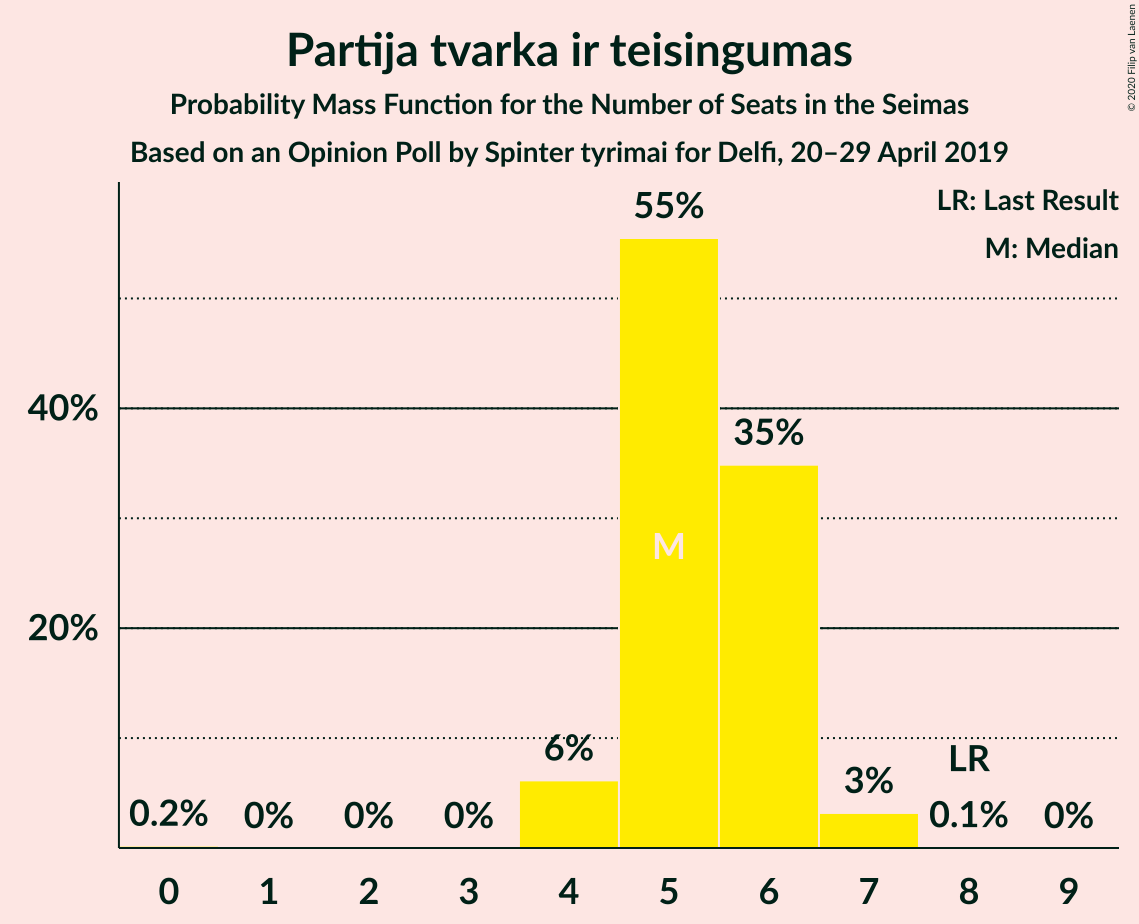 Partija tvarka ir teisingumas
Probability Mass Function for the Number of Seats in the Seimas
Based on an Opinion Poll by Spinter tyrimai for Delfi, 20–29 April 2019
© 2020 Filip van Laenen
LR: Last Result
M: Median
55%
40%
35%
M
20%
6%
LR
3%
0.2% 0% 0% 0% 0.1% 0%
0 1 2 3 4 5 6 7 8 9